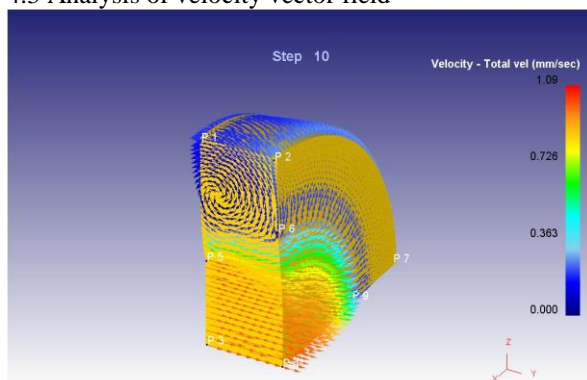 4.3 Analysis of velocity vector field
Step 10
Velocity - Total vel (mm/sec)
1.09
0.726
0.363
0.000
P 1
P 2
P 6
P 5
P 7
P 9
P 3
Z
X
Y